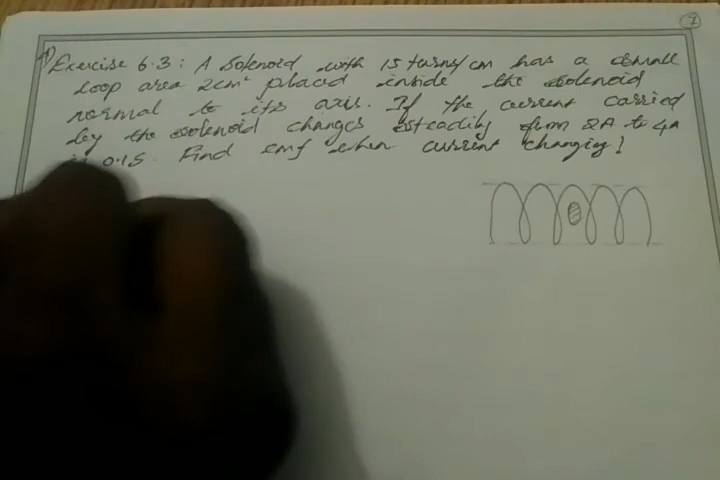 7
Exercise 6.3: A Solenoid with 15 turns/cm has a small
loop area 2cm² placed inside the solenoid
normal to its axis. If the current carried
by the solenoid changes steadily from 2A to 4A
0.1S. Find emf when current changing!